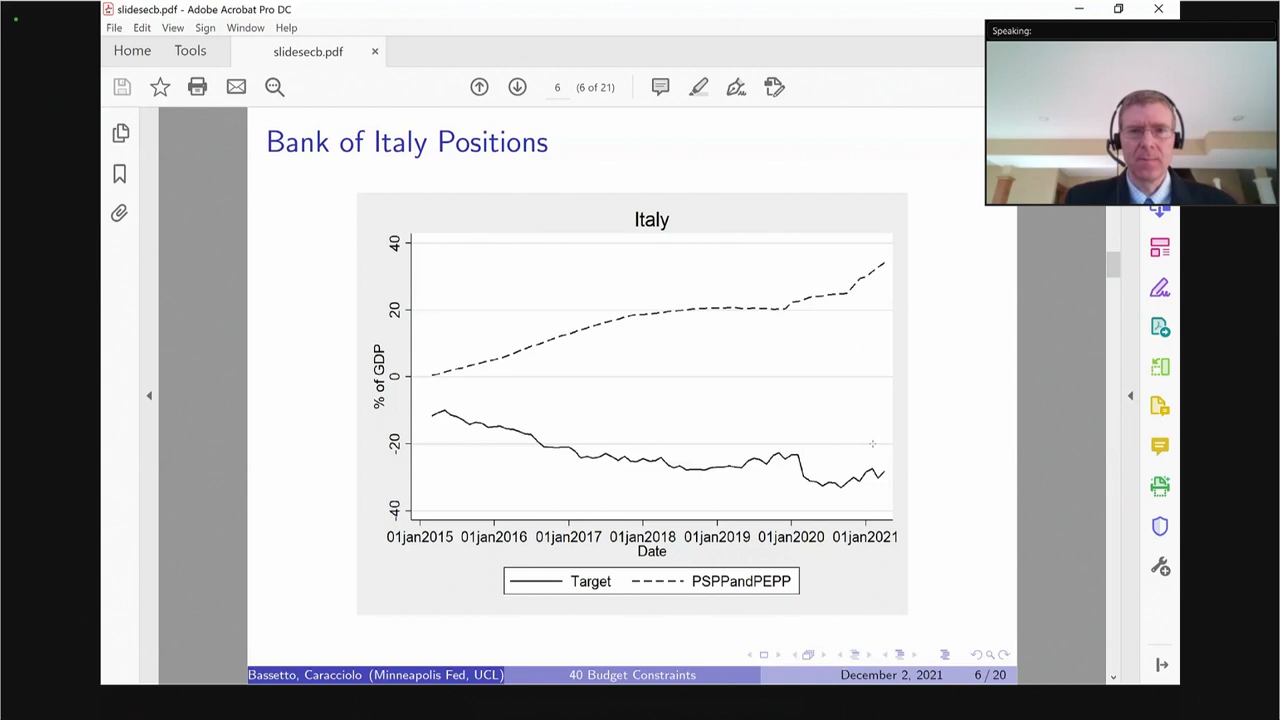 slidesecb.pdf - Adobe Acrobat Pro DC
File Edit View Sign Window Help
Home Tools slidesecb.pdf ×
6 (6 of 21)
Speaking:
Bank of Italy Positions
Italy
40
20
0
-20
-40
% of GDP
01jan2015 01jan2016 01jan2017 01jan2018 01jan2019 01jan2020 01jan2021
Date
Target PSPPandPEPP
Bassetto, Caracciolo (Minneapolis Fed, UCL) 40 Budget Constraints December 2, 2021 6 / 20